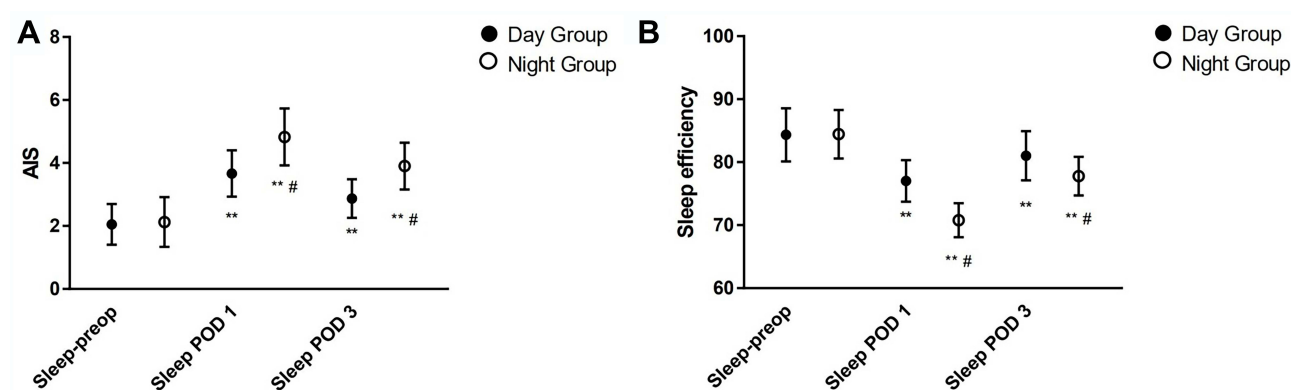 A
AIS
8
6
4
2
0
**
** #
**
** #
Sleep-preop
Sleep POD 1
Sleep POD 3
Day Group
Night Group
B
Sleep efficiency
100
90
80
70
60
**
** #
**
** #
Sleep-preop
Sleep POD 1
Sleep POD 3
Day Group
Night Group